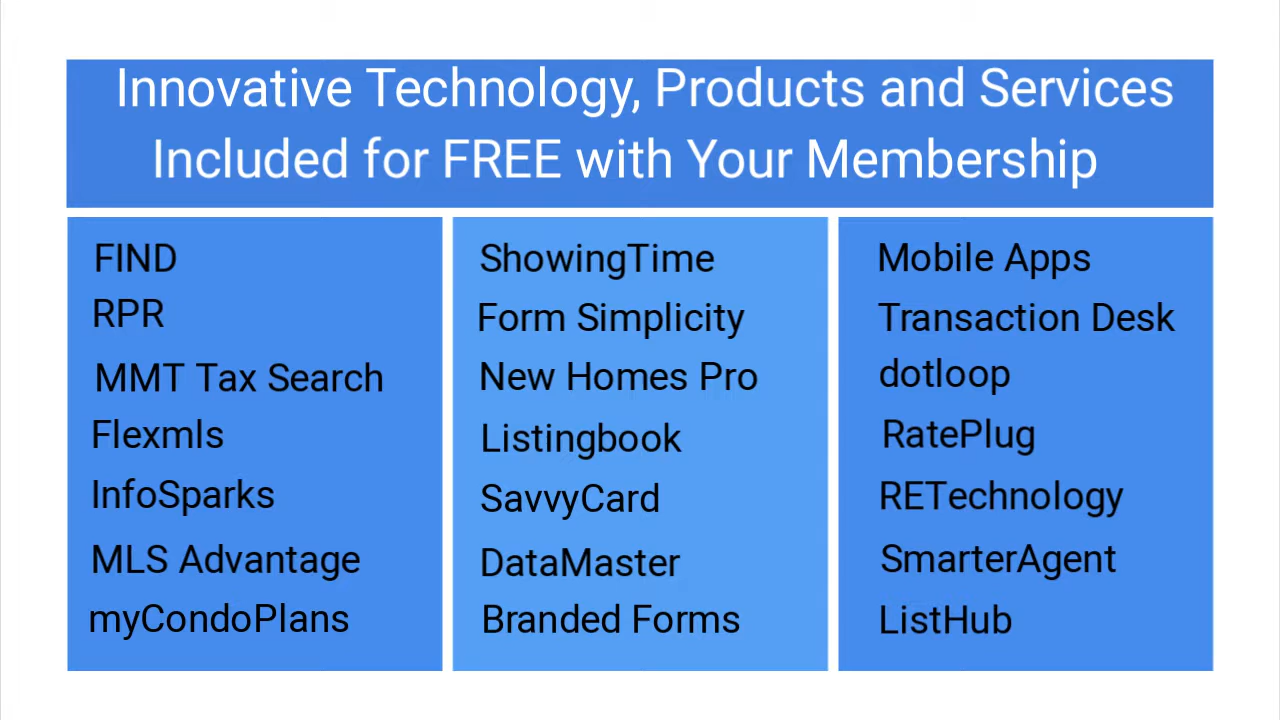 Innovative Technology, Products and Services
Included for FREE with Your Membership
FIND
RPR
MMT Tax Search
Flexmls
InfoSparks
MLS Advantage
myCondoPlans
ShowingTime
Form Simplicity
New Homes Pro
Listingbook
SavvyCard
DataMaster
Branded Forms
Mobile Apps
Transaction Desk
dotloop
RatePlug
RETechnology
SmarterAgent
ListHub